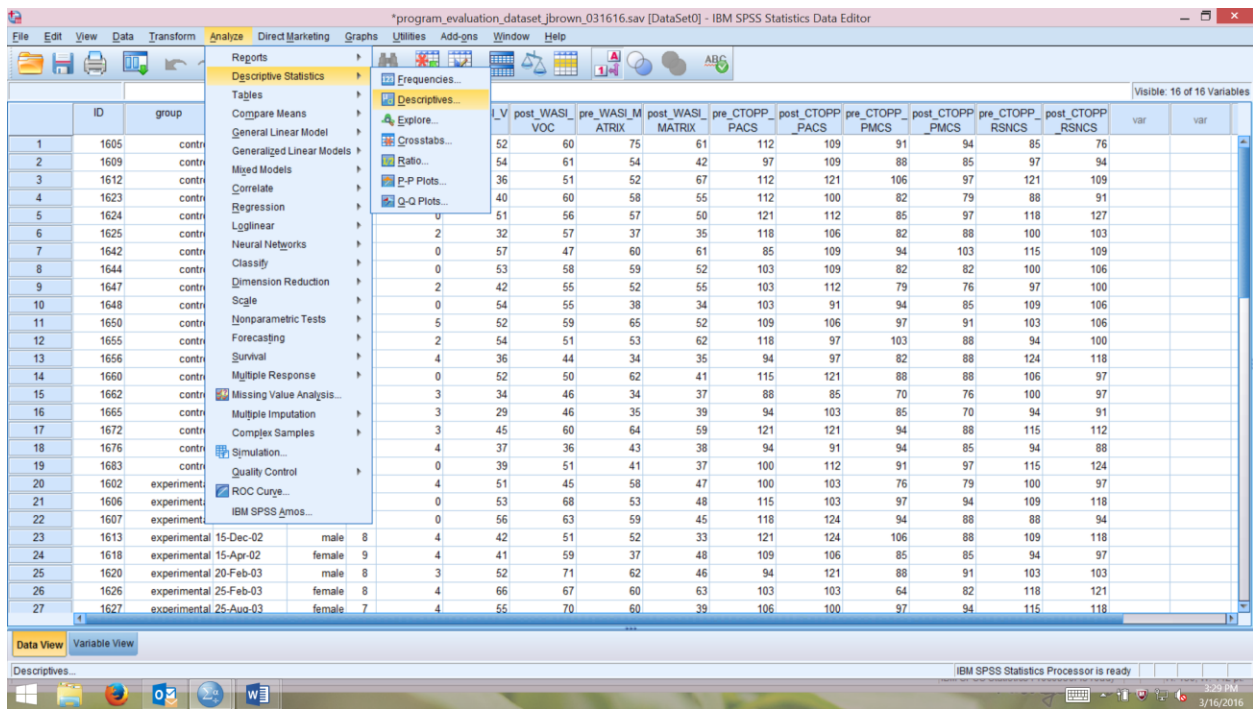 *program_evaluation_dataset_jbrown_031616.sav [DataSet0] - IBM SPSS Statistics Data Editor
File Edit View Data Transform Analyze Direct Marketing Graphs Utilities Add-ons Window Help
Visible: 16 of 16 Variables
Reports
Descriptive Statistics
Tables
Compare Means
General Linear Model
Generalized Linear Models
Mixed Models
Correlate
Regression
Loglinear
Neural Networks
Classify
Dimension Reduction
Scale
Nonparametric Tests
Forecasting
Survival
Multiple Response
Missing Value Analysis...
Multiple Imputation
Complex Samples
Simulation...
Quality Control
ROC Curve...
IBM SPSS Amos...
Frequencies...
Descriptives...
Explore...
Crosstabs...
Ratio...
P-P Plots...
Q-Q Plots...
ID group I_V post_WASI_VOC pre_WASI_MATRIX post_WASI_MATRIX pre_CTOPP_PACS post_CTOPP_PACS pre_CTOPP_PMCS post_CTOPP_PMCS pre_CTOPP_RSNCS post_CTOPP_RSNCS var var
1 1605 contr 52 60 75 61 112 109 91 94 85 76
2 1609 contr 54 61 54 42 97 109 88 85 97 94
3 1612 contr 36 51 52 67 112 121 106 97 121 109
4 1623 contr 40 60 58 55 112 100 82 79 88 91
5 1624 contr 0 51 56 57 50 121 112 85 97 118 127
6 1625 contr 2 32 57 37 35 118 106 82 88 100 103
7 1642 contr 0 57 47 60 61 85 109 94 103 115 109
8 1644 contr 0 53 58 59 52 103 109 82 82 100 106
9 1647 contr 2 42 55 52 55 103 112 79 76 97 100
10 1648 contr 0 54 55 38 34 103 91 94 85 109 106
11 1650 contr 5 52 59 65 52 109 106 97 91 103 106
12 1655 contr 2 54 51 53 62 118 97 103 88 94 100
13 1656 contr 4 36 44 34 35 94 97 82 88 124 118
14 1660 contr 0 52 50 62 41 115 121 88 88 106 97
15 1662 contr 3 34 46 34 37 88 85 70 76 100 97
16 1665 contr 3 29 46 35 39 94 103 85 70 94 91
17 1672 contr 3 45 60 64 59 121 121 94 88 115 112
18 1676 contr 4 37 36 43 38 94 91 94 85 94 88
19 1683 contr 0 39 51 41 37 100 112 91 97 115 124
20 1602 experiment 4 51 45 58 47 100 103 76 79 100 97
21 1606 experiment 0 53 68 53 48 115 103 97 94 109 118
22 1607 experiment 0 56 63 59 45 118 124 94 88 88 94
23 1613 experimental 15-Dec-02 male 8 4 42 51 52 33 121 124 106 88 109 118
24 1618 experimental 15-Apr-02 female 9 4 41 59 37 48 109 106 85 85 94 97
25 1620 experimental 20-Feb-03 male 8 3 52 71 62 46 94 121 88 91 103 103
26 1626 experimental 25-Feb-03 female 8 4 66 67 60 63 103 103 64 82 118 121
27 1627 experimental 25-Aug-03 female 7 4 55 70 60 39 106 100 97 94 115 118
Data View Variable View
Descriptives... IBM SPSS Statistics Processor is ready
3:29 PM
3/16/2016